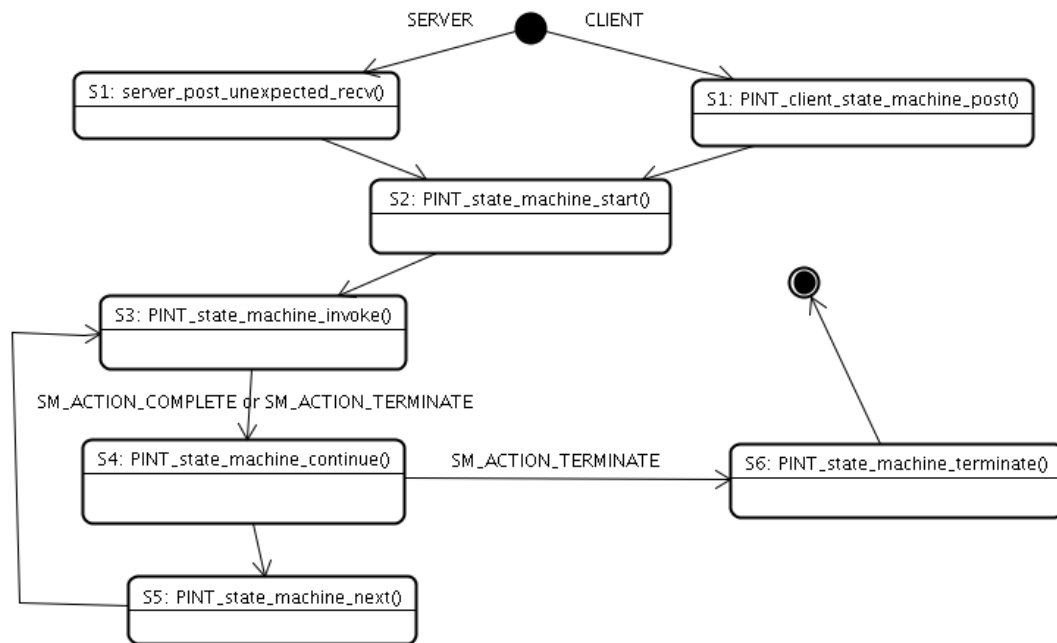 SERVER
CLIENT
S1: server_post_unexpected_recv()
S1: PINT_client_state_machine_post()
S2: PINT_state_machine_start()
S3: PINT_state_machine_invoke()
SM_ACTION_COMPLETE or SM_ACTION_TERMINATE
S4: PINT_state_machine_continue()
SM_ACTION_TERMINATE
S6: PINT_state_machine_terminate()
S5: PINT_state_machine_next()